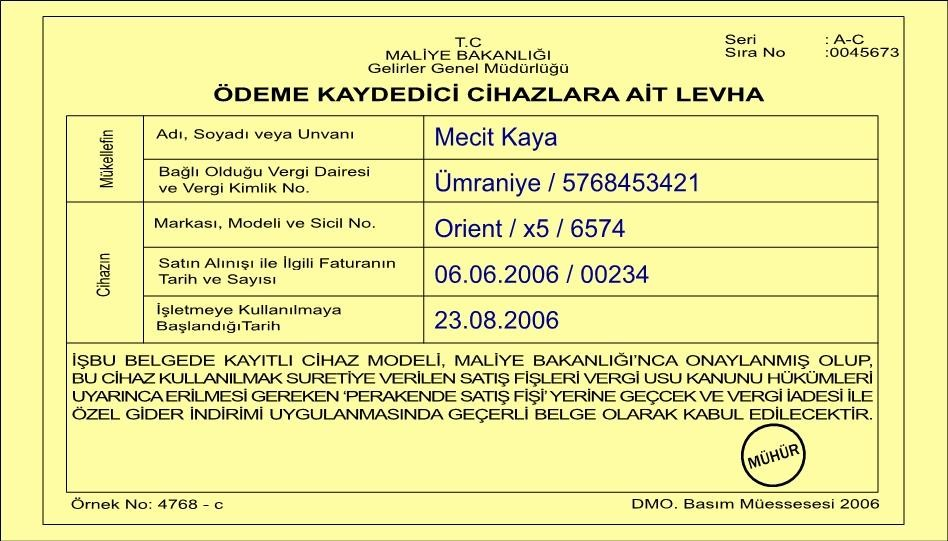 T.C
MALİYE BAKANLIĞI
Gelirler Genel Müdürlüğü
Seri : A-C
Sıra No :0045673
ÖDEME KAYDEDİCİ CİHAZLARA AİT LEVHA
Mükellefin
Adı, Soyadı veya Unvanı
Mecit Kaya
Bağlı Olduğu Vergi Dairesi
ve Vergi Kimlik No.
Ümraniye / 5768453421
Cihazın
Markası, Modeli ve Sicil No.
Orient / x5 / 6574
Satın Alınışı ile İlgili Faturanın
Tarih ve Sayısı
06.06.2006 / 00234
İşletmeye Kullanılmaya
BaşlandığıTarih
23.08.2006
İŞBU BELGEDE KAYITLI CİHAZ MODELİ, MALİYE BAKANLIĞI'NCA ONAYLANMIŞ OLUP,
BU CİHAZ KULLANILMAK SURETİYE VERİLEN SATIŞ FİŞLERİ VERGİ USU KANUNU HÜKÜMLERİ
UYARINCA ERİLMESİ GEREKEN 'PERAKENDE SATIŞ FİŞİ' YERİNE GEÇCEK VE VERGİ İADESİ İLE
ÖZEL GİDER İNDİRİMİ UYGULANMASINDA GEÇERLİ BELGE OLARAK KABUL EDİLECEKTİR.
MÜHÜR
Örnek No: 4768 - c
DMO. Basım Müessesesi 2006